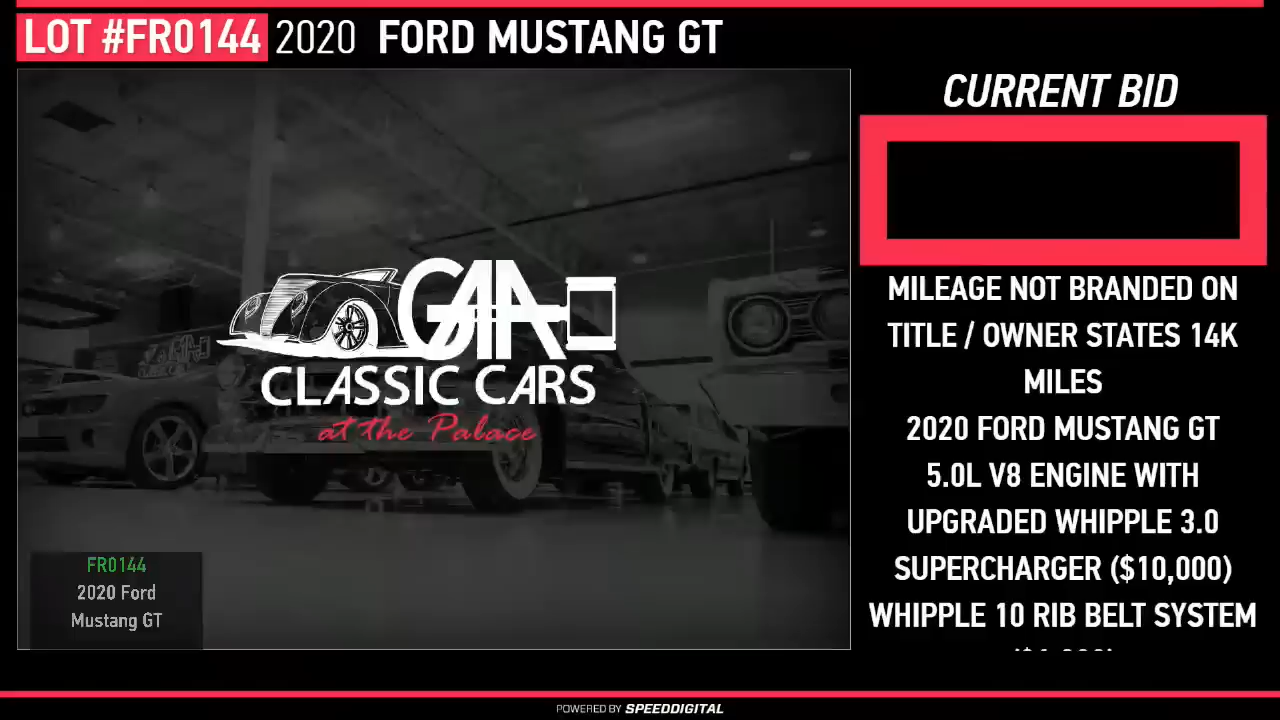 LOT #FR0144 2020 FORD MUSTANG GT
CURRENT BID
MILEAGE NOT BRANDED ON
TITLE / OWNER STATES 14K
MILES
2020 FORD MUSTANG GT
5.0L V8 ENGINE WITH
UPGRADED WHIPPLE 3.0
SUPERCHARGER ($10,000)
WHIPPLE 10 RIB BELT SYSTEM
GAA
CLASSIC CARS
at the Palace
FR0144
2020 Ford
Mustang GT
POWERED BY SPEEDDIGITAL